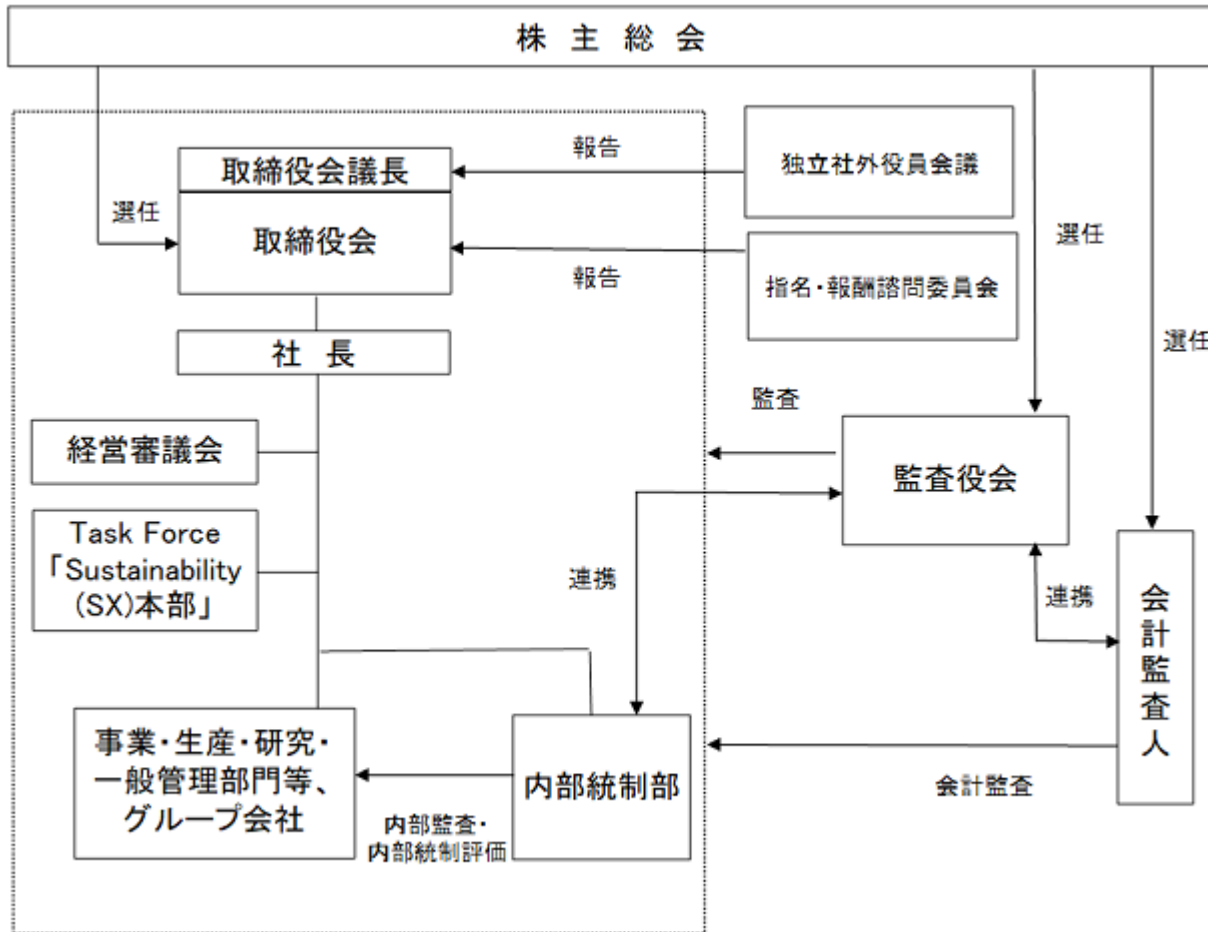 株主総会
報告
独立社外役員会議
取締役会議長
選任
取締役会
選任
報告
指名・報酬諮問委員会
社長
選任
監査
経営審議会
監査役会
Task Force
「Sustainability
(SX)本部」
連携
連携
会計監査人
事業・生産・研究・
一般管理部門等、
グループ会社
内部統制部
会計監査
内部監査・
内部統制評価